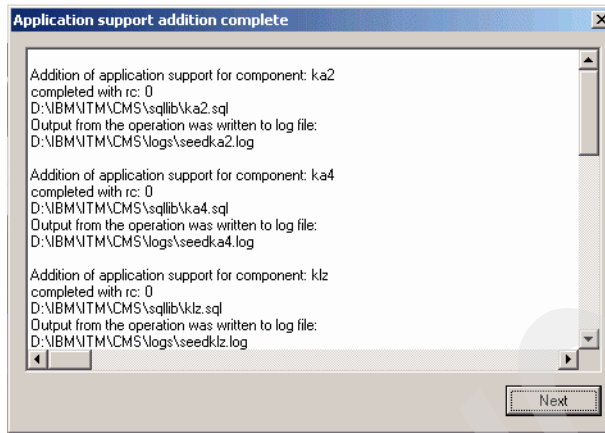 Application support addition complete
Addition of application support for component: ka2
completed with rc: 0
D:\IBM\ITM\CMS\sqllib\ka2.sql
Output from the operation was written to log file:
D:\IBM\ITM\CMS\logs\seedka2.log
Addition of application support for component: ka4
completed with rc: 0
D:\IBM\ITM\CMS\sqllib\ka4.sql
Output from the operation was written to log file:
D:\IBM\ITM\CMS\logs\seedka4.log
Addition of application support for component: klz
completed with rc: 0
D:\IBM\ITM\CMS\sqllib\klz.sql
Output from the operation was written to log file:
D:\IBM\ITM\CMS\logs\seedklz.log
Next